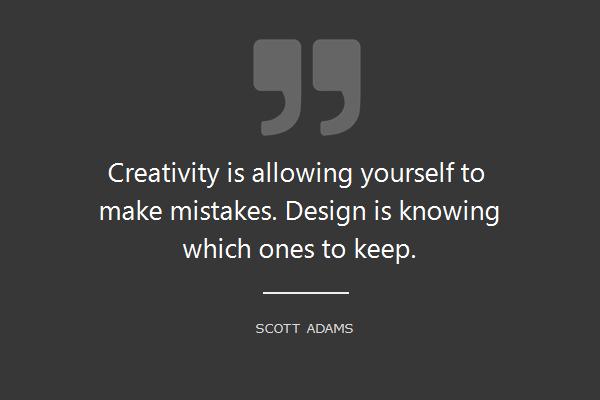 Creativity is allowing yourself to
make mistakes. Design is knowing
which ones to keep.
SCOTT ADAMS